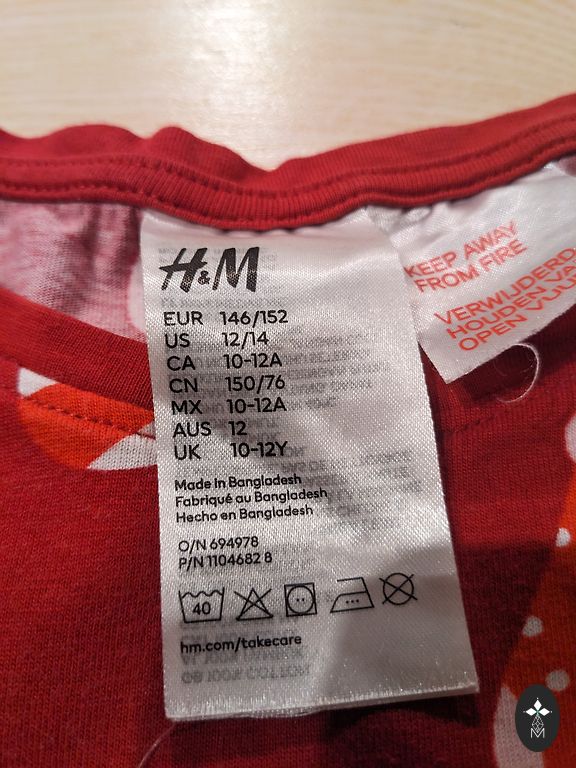 H&M
EUR 146/152
US 12/14
CA 10-12A
CN 150/76
MX 10-12A
AUS 12
UK 10-12Y
Made in Bangladesh
Fabriqué au Bangladesh
Hecho en Bangladesh
O/N 694978
P/N 1104682 8
40
hm.com/takecare
KEEP AWAY
FROM FIRE
VERWIJDERD
HOUDEN VA
OPEN VUU
M